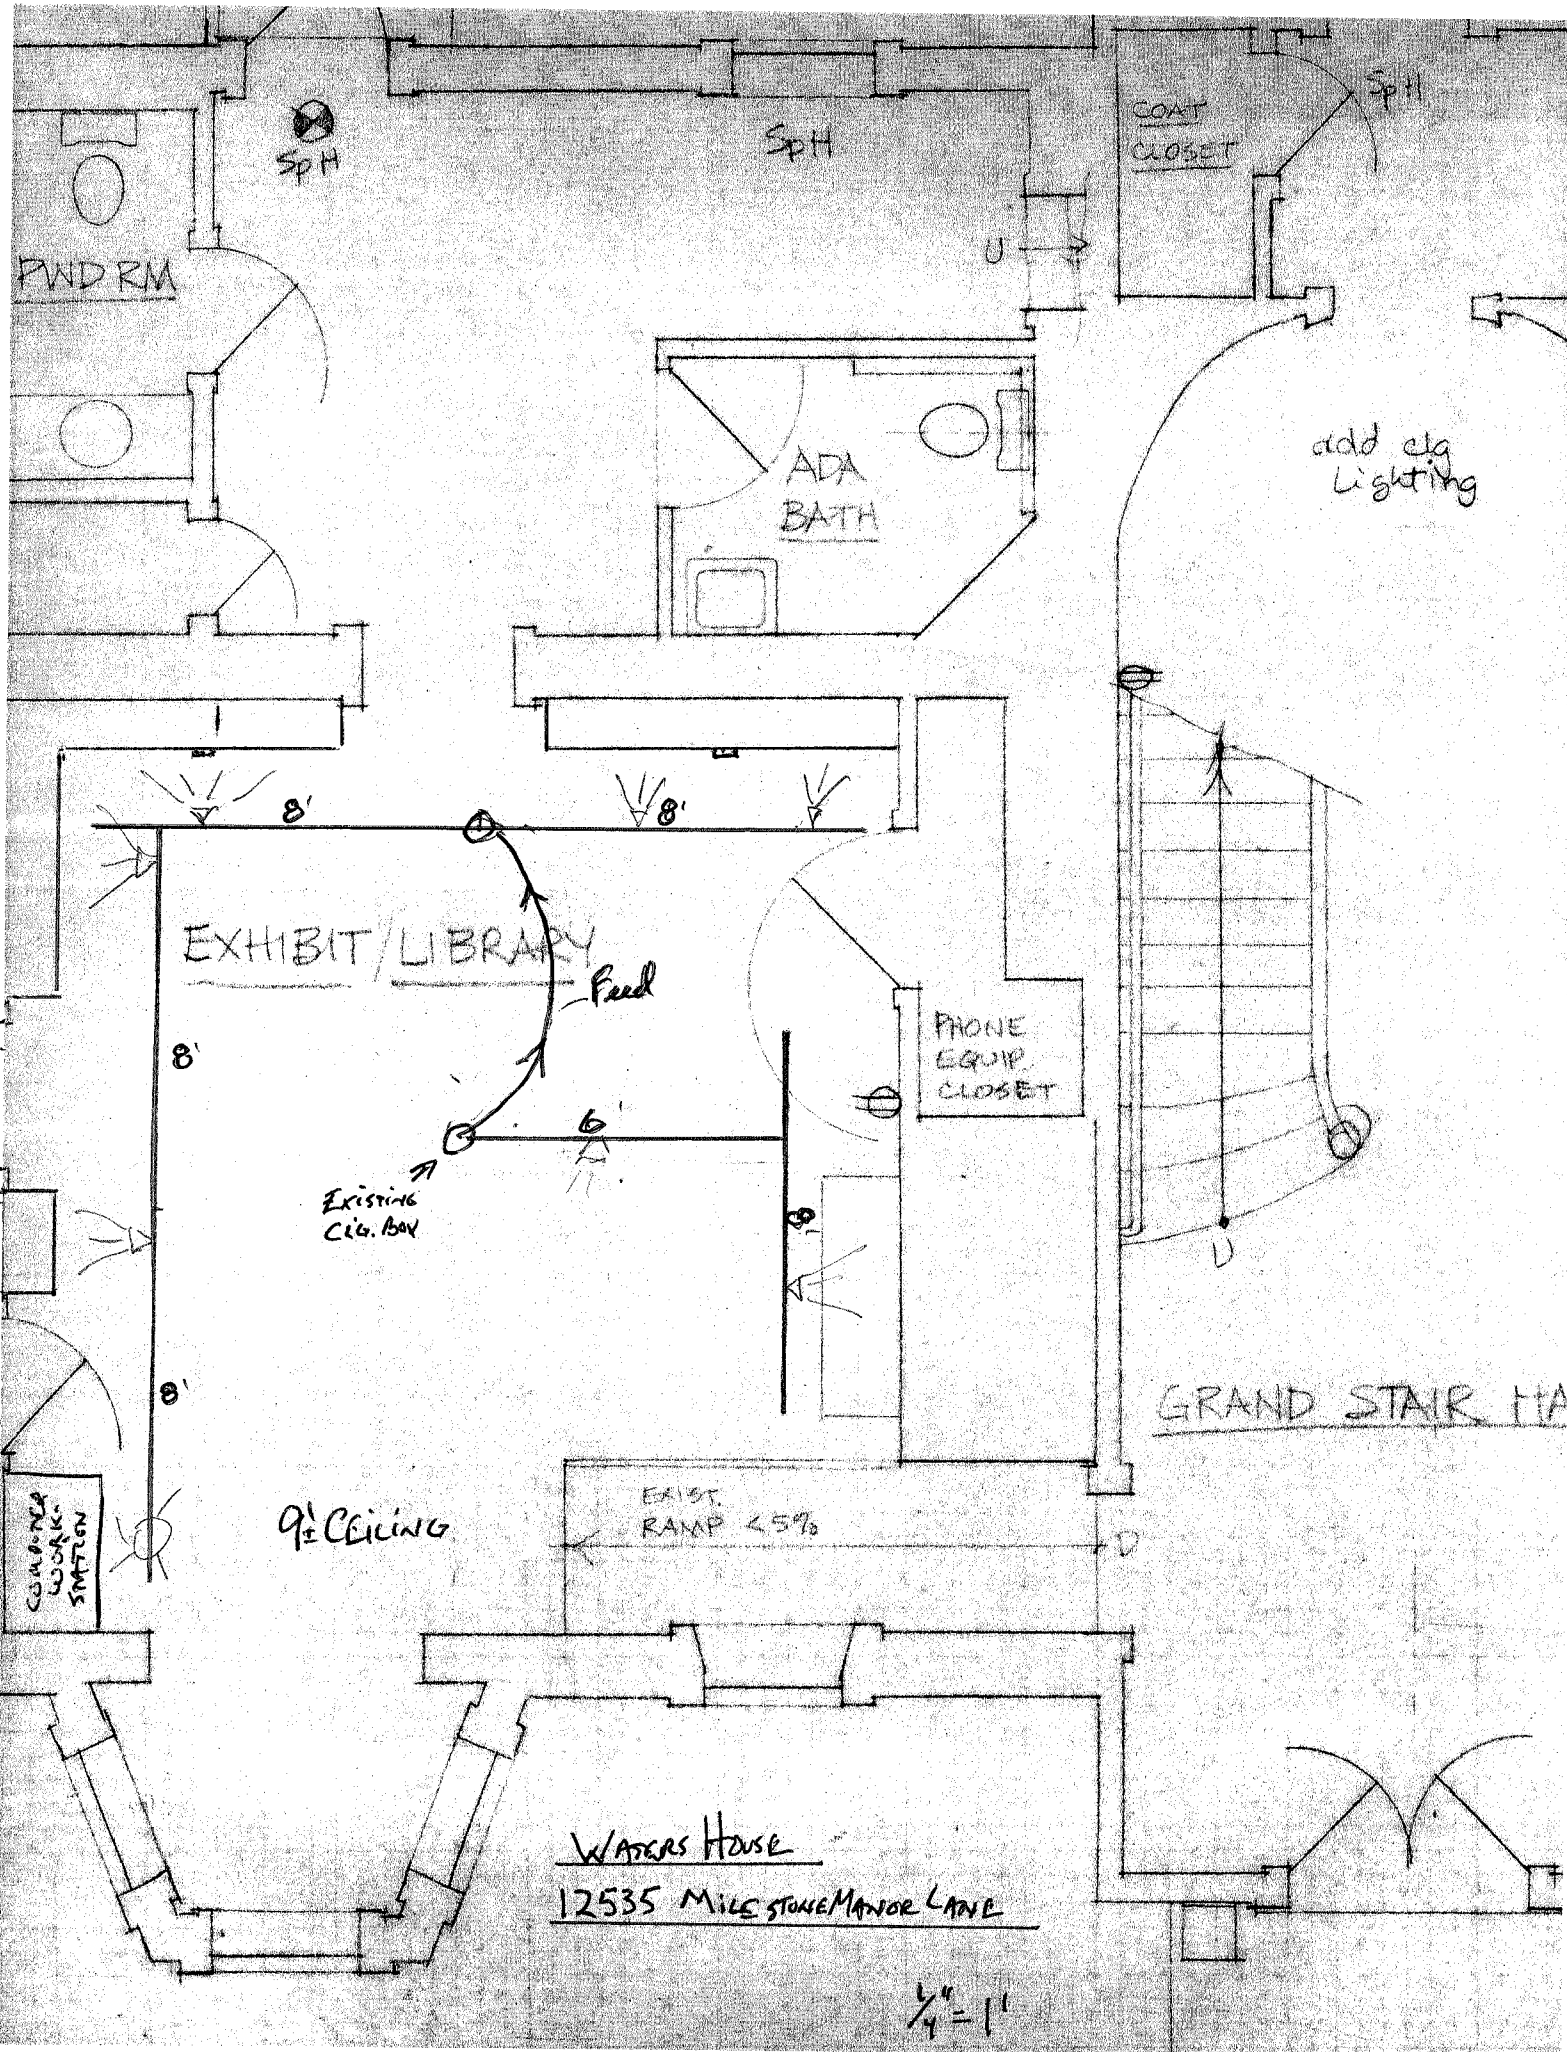 SpH
COAT
CLOSET
SpH
SpH
U
PWD RM
add clg
Lighting
ADA
BATH
8'
8'
EXHIBIT/LIBRARY
Feed
8'
PHONE
EQUIP.
CLOSET
6'
EXISTING
CLG. BOX
8'
U
8'
GRAND STAIR HA
COMPUTER
WORK-
STATION
9'± CEILING
EXIST.
RAMP <5%
D
WATERS HOUSE
12535 MILESTONE MANOR LANE
1/4" = 1'